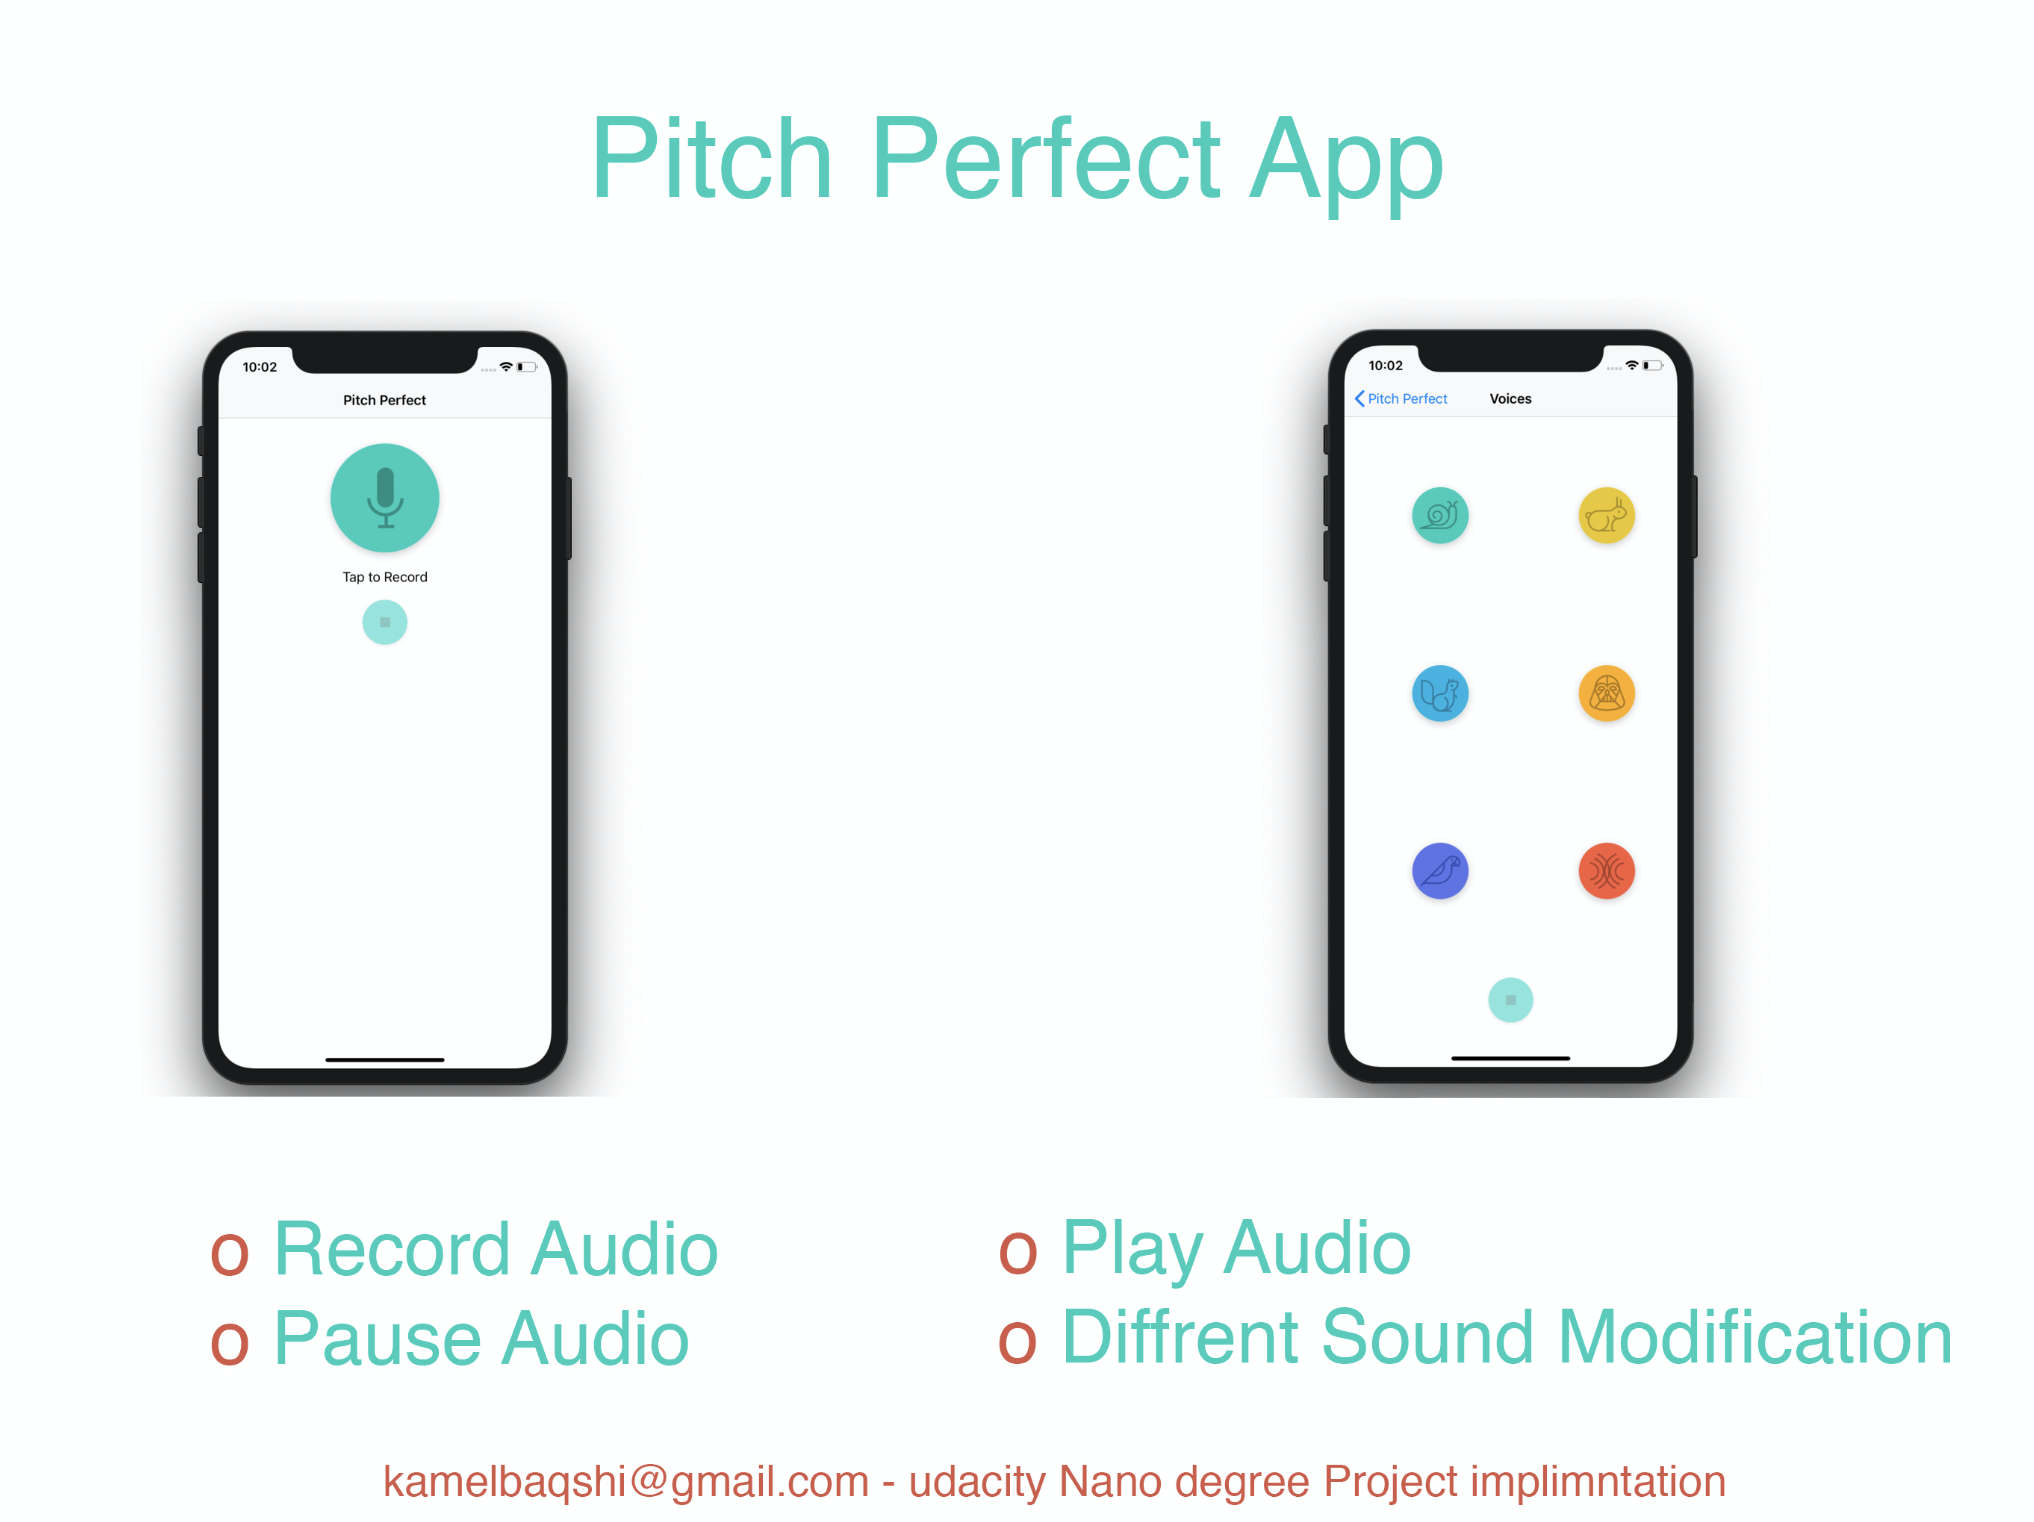 Pitch Perfect App
10:02
Pitch Perfect
Tap to Record
10:02
Pitch Perfect Voices
o Record Audio
o Pause Audio
o Play Audio
o Diffrent Sound Modification
kamelbaqshi@gmail.com - udacity Nano degree Project implimntation